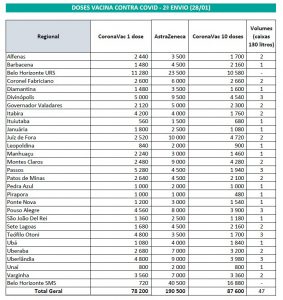 DOSES VACINA CONTRA COVID - 2º ENVIO (28/01)
Regional CoronaVac 1 dose AstraZeneca CoronaVac 10 doses Volumes (caixas 180 litros)
Alfenas 2 440 3 500 1 700 2
Barbacena 1 480 4 500 2 160 1
Belo Horizonte URS 11 280 23 500 10 580 -
Coronel Fabriciano 2 600 6 000 2 660 2
Diamantina 1 480 3 500 1 600 1
Divinópolis 5 000 9 500 4 540 3
Governador Valadares 2 120 5 000 2 300 2
Itabira 4 200 4 000 1 760 2
Ituiutaba 560 1 500 680 1
Januária 1 800 2 500 1 080 1
Juiz de Fora 2 520 10 000 4 720 2
Leopoldina 840 2 000 900 1
Manhuaçu 2 240 3 000 1 460 1
Montes Claros 2 480 9 000 4 280 2
Passos 5 280 4 000 1 940 3
Patos de Minas 2 640 4 500 2 100 2
Pedra Azul 1 000 2 000 1 000 1
Pirapora 1 000 1 000 480 1
Ponte Nova 1 200 3 000 1 540 1
Pouso Alegre 4 560 8 000 3 900 3
São João Del Rei 1 360 2 500 1 180 1
Sete Lagoas 1 680 4 500 2 160 2
Teófilo Otoni 4 800 3 500 1 700 3
Ubá 1 080 4 000 1 840 1
Uberaba 2 680 7 000 3 200 2
Uberlândia 4 800 9 000 4 180 3
Unaí 800 2 000 800 1
Varginha 3 560 7 000 3 360 2
Belo Horizonte SMS 720 40 500 16 880 -
Total Geral 78 200 190 500 87 600 47